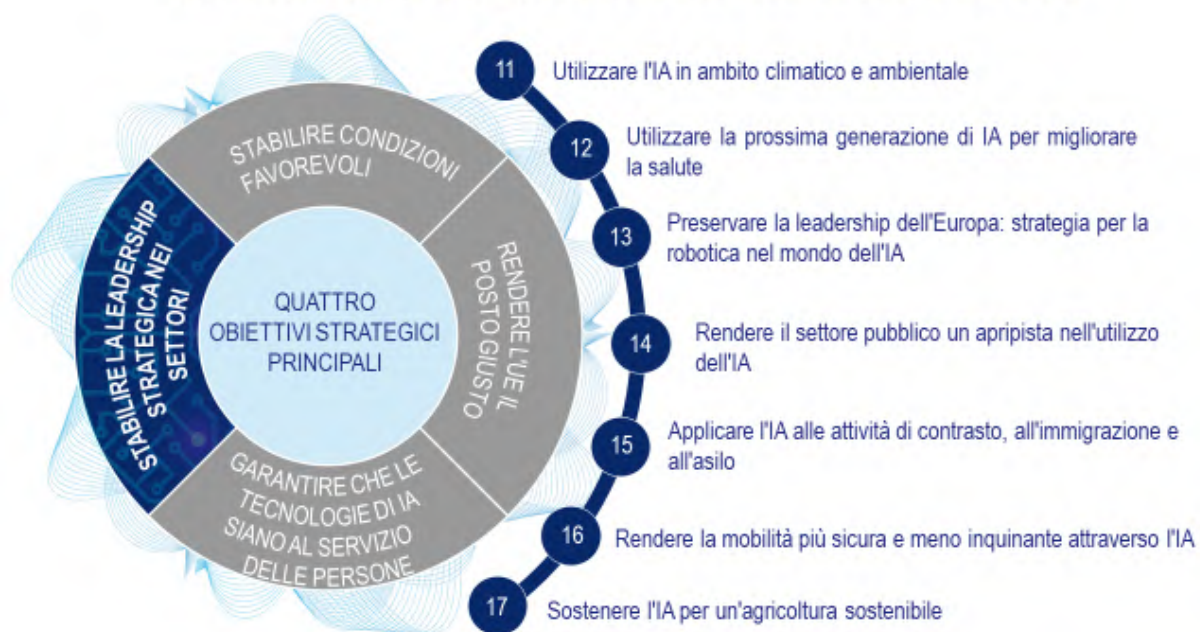 STABILIRE CONDIZIONI
FAVOREVOLI
RENDERE L'UE IL
POSTO GIUSTO
GARANTIRE CHE LE
TECNOLOGIE DI IA
SIANO AL SERVIZIO
DELLE PERSONE
STABILIRE LA LEADERSHIP
STRATEGICA NEI
SETTORI
QUATTRO
OBIETTIVI STRATEGICI
PRINCIPALI
11 Utilizzare l'IA in ambito climatico e ambientale
12 Utilizzare la prossima generazione di IA per migliorare
la salute
13 Preservare la leadership dell'Europa: strategia per la
robotica nel mondo dell'IA
14 Rendere il settore pubblico un apripista nell'utilizzo
dell'IA
15 Applicare l'IA alle attività di contrasto, all'immigrazione e
all'asilo
16 Rendere la mobilità più sicura e meno inquinante attraverso l'IA
17 Sostenere l'IA per un'agricoltura sostenibile